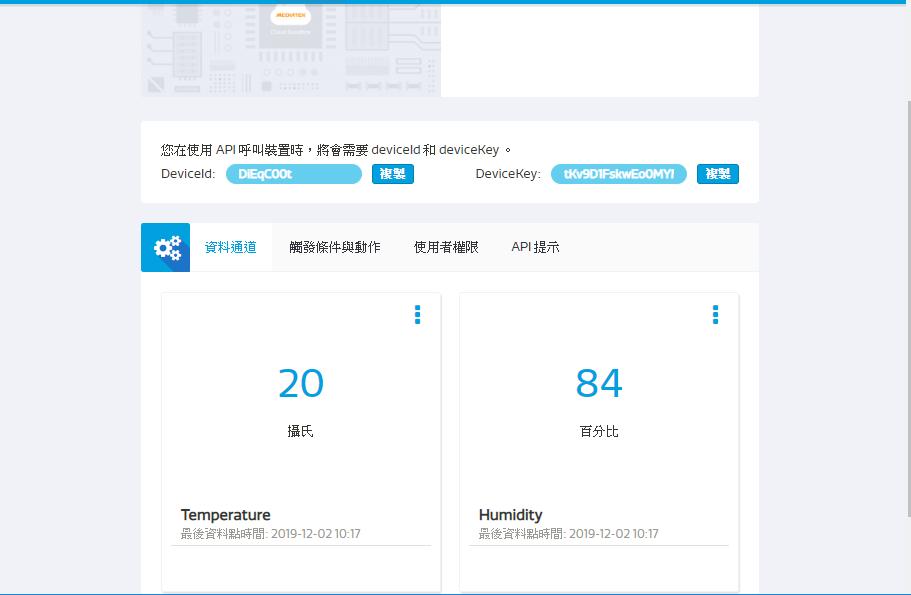 MEDIATEK
Cloud Sandbox
您在使用 API 呼叫裝置時，將會需要 deviceId 和 deviceKey 。
DeviceId: DiEqC00t 複製 DeviceKey: tKv9D1FskwEo0MYl 複製
資料通道 觸發條件與動作 使用者權限 API 提示
20 84
攝氏 百分比
Temperature Humidity
最後資料點時間: 2019-12-02 10:17 最後資料點時間: 2019-12-02 10:17